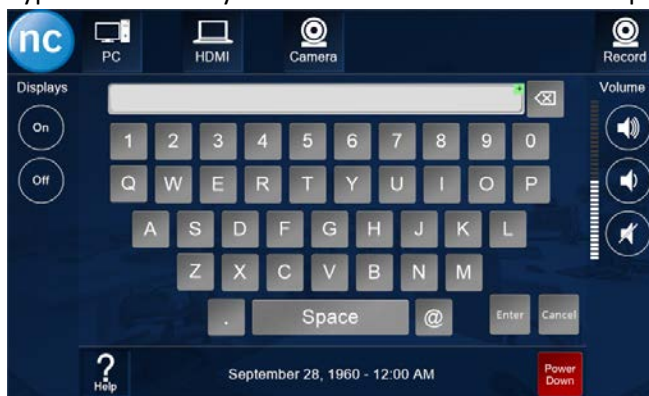 nc
PC
HDMI
Camera
Record
Displays
Volume
On
Off
1 2 3 4 5 6 7 8 9 0
Q W E R T Y U I O P
A S D F G H J K L
Z X C V B N M
. Space @ Enter Cancel
? Help
September 28, 1960 - 12:00 AM
Power
Down